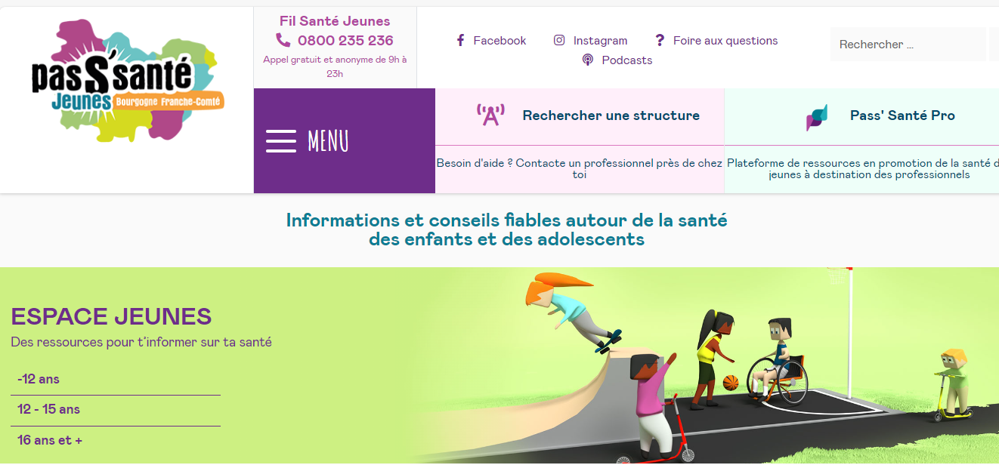 pasS'santé
Jeunes Bourgogne Franche-Comté
Fil Santé Jeunes
0800 235 236
Appel gratuit et anonyme de 9h à
23h
Facebook
Instagram
Foire aux questions
Podcasts
Rechercher ...
MENU
Rechercher une structure
Besoin d'aide ? Contacte un professionnel près de chez
toi
Pass' Santé Pro
Plateforme de ressources en promotion de la santé d
jeunes à destination des professionnels
Informations et conseils fiables autour de la santé
des enfants et des adolescents
ESPACE JEUNES
Des ressources pour t'informer sur ta santé
-12 ans
12 - 15 ans
16 ans et +